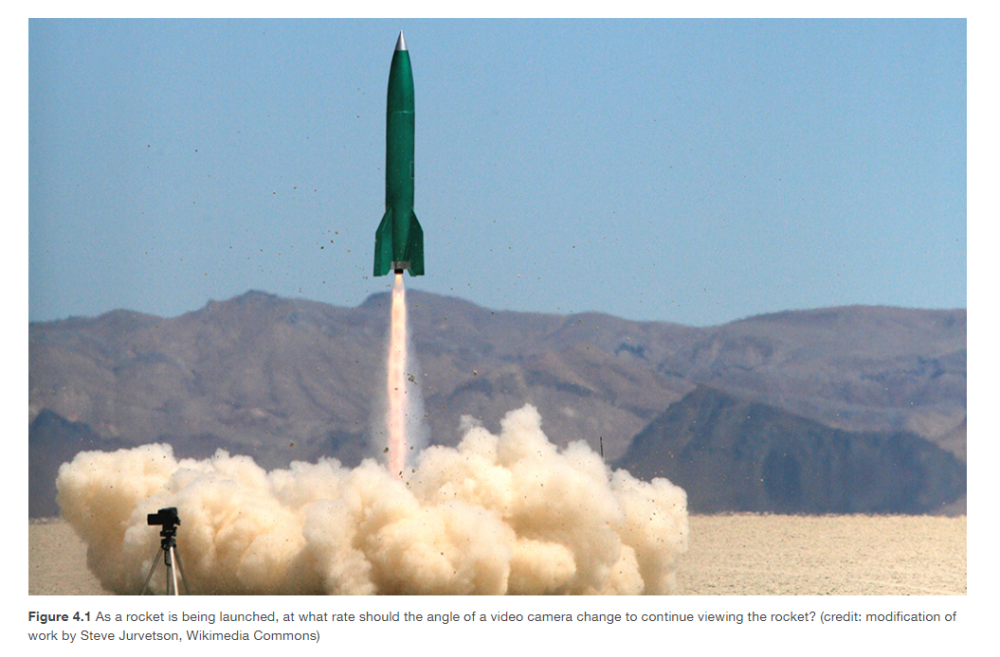 Figure 4.1 As a rocket is being launched, at what rate should the angle of a video camera change to continue viewing the rocket? (credit: modification of
work by Steve Jurvetson, Wikimedia Commons)